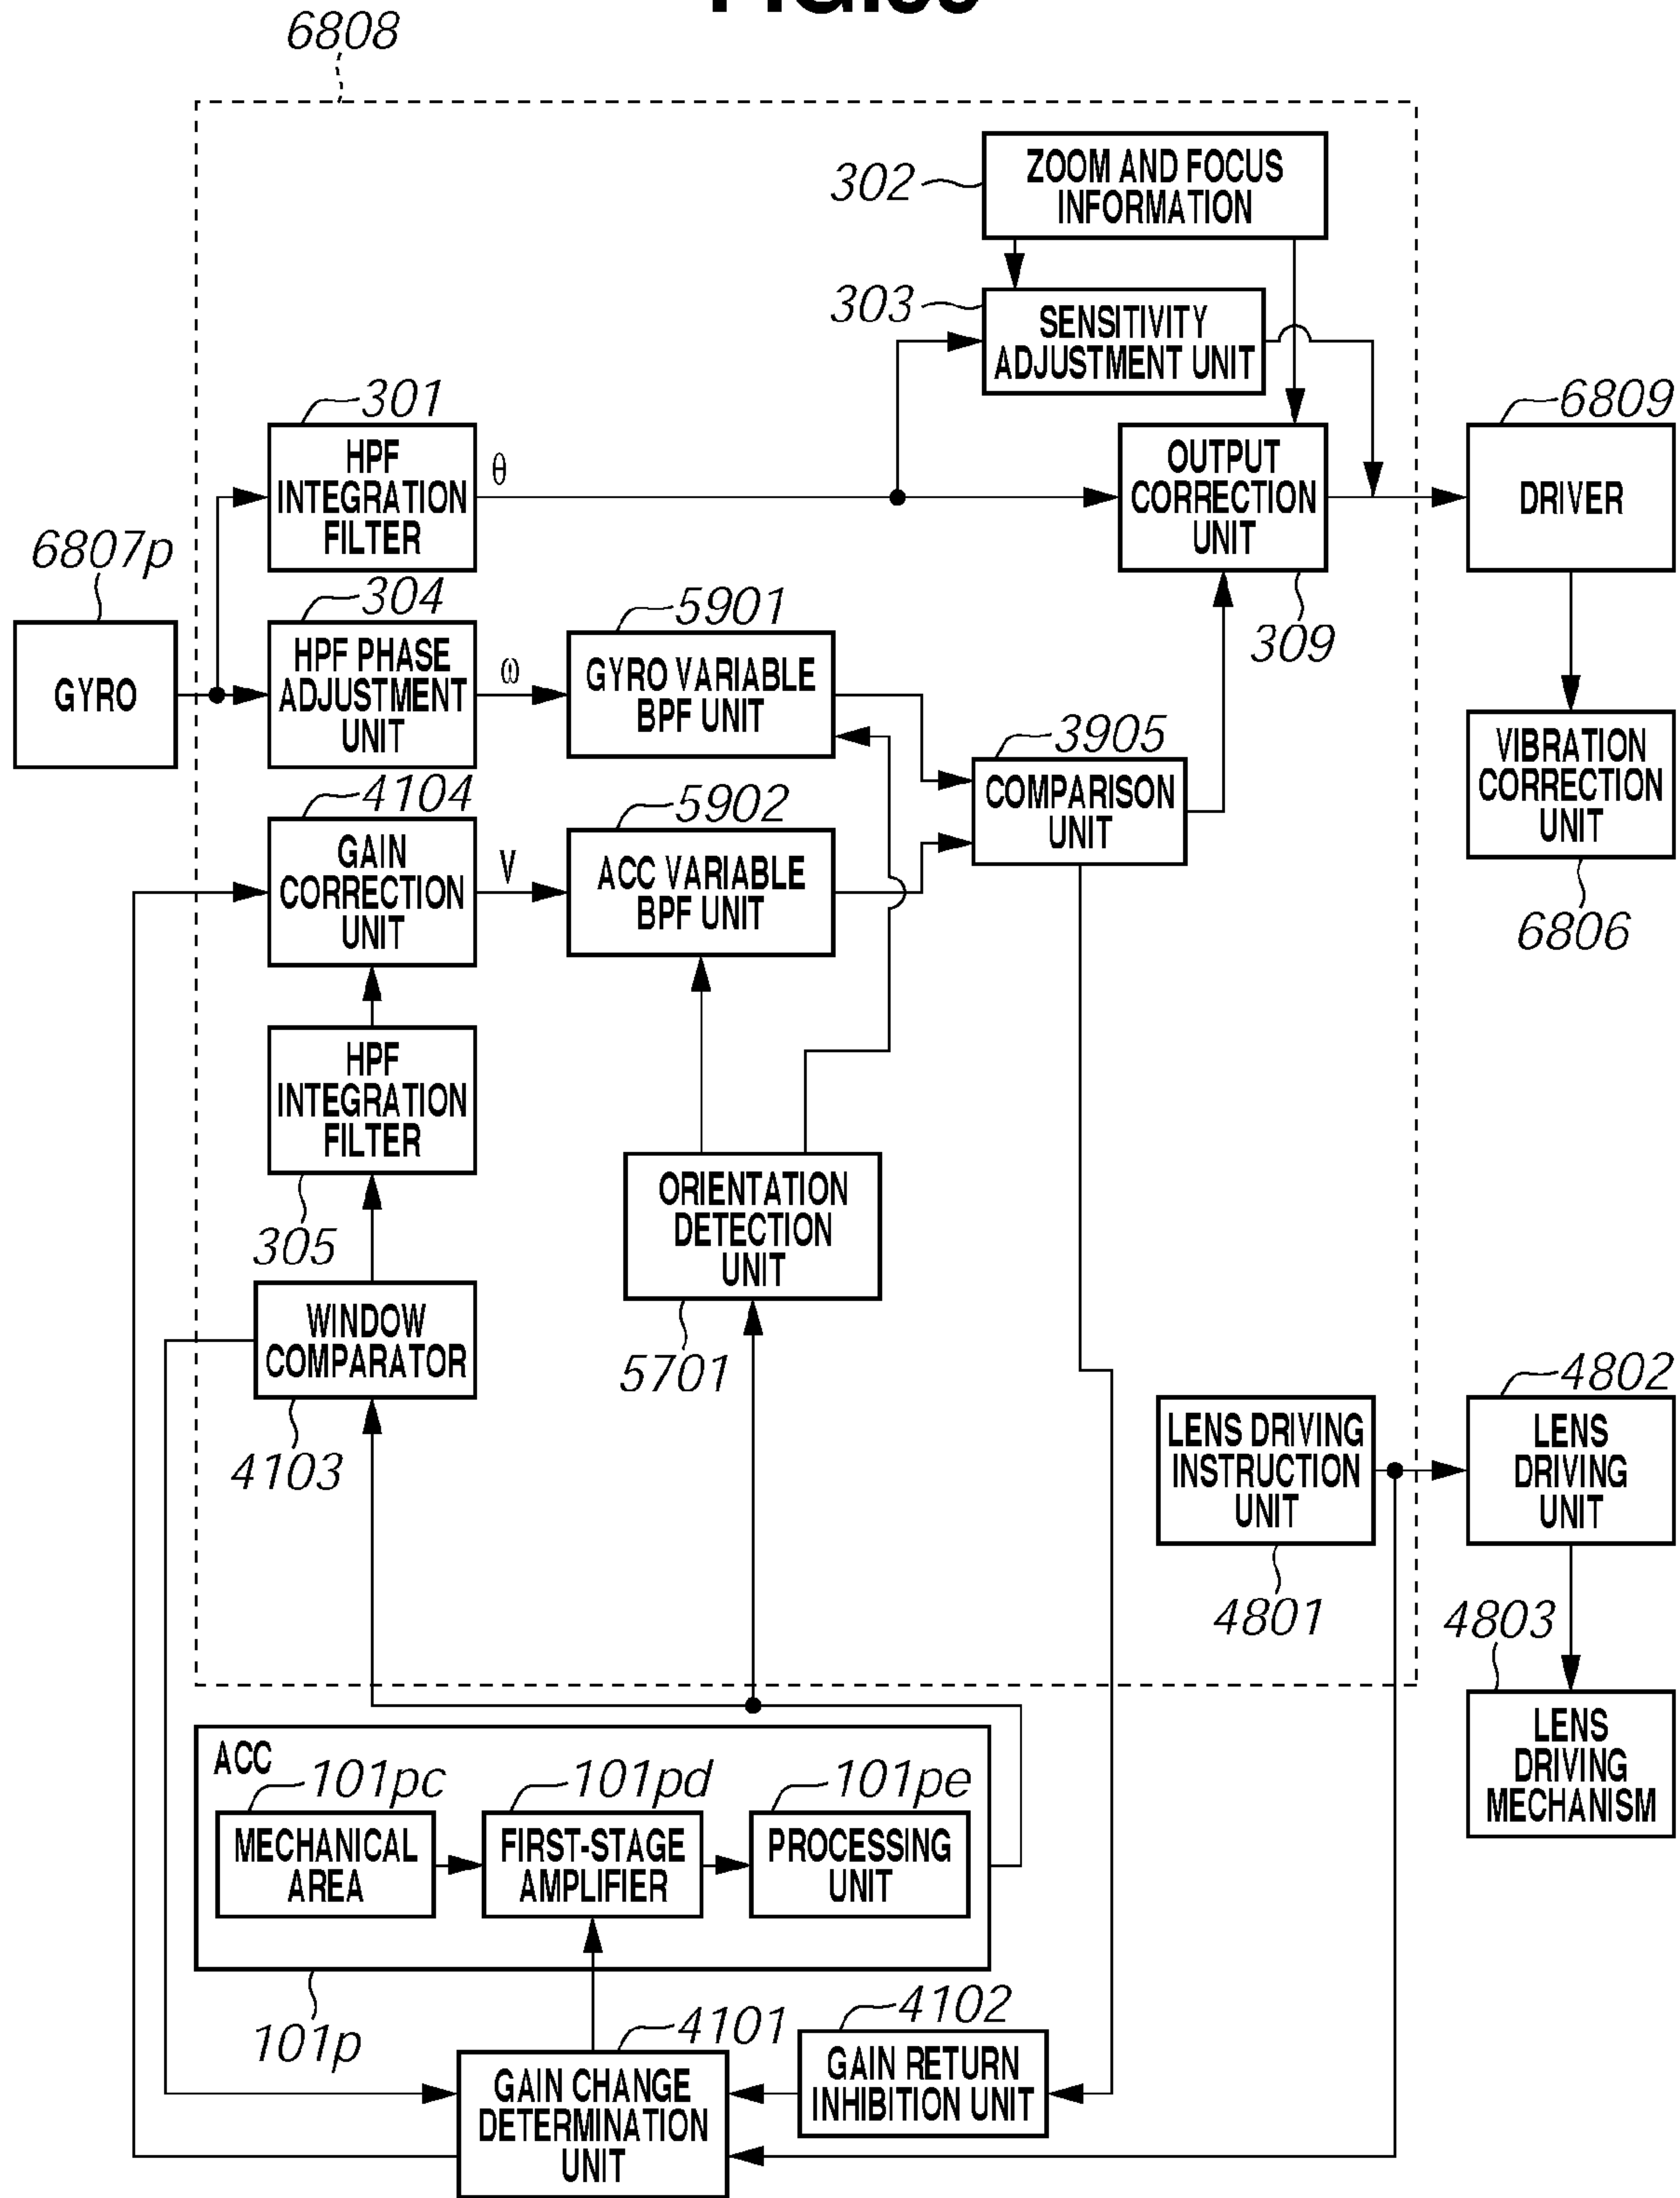 6808
302
ZOOM AND FOCUS
INFORMATION
303
SENSITIVITY
ADJUSTMENT UNIT
301
HPF
INTEGRATION
FILTER
θ
OUTPUT
CORRECTION
UNIT
309
6809
DRIVER
6807p
GYRO
304
HPF PHASE
ADJUSTMENT
UNIT
ω
5901
GYRO VARIABLE
BPF UNIT
3905
COMPARISON
UNIT
VIBRATION
CORRECTION
UNIT
6806
4104
GAIN
CORRECTION
UNIT
V
5902
ACC VARIABLE
BPF UNIT
HPF
INTEGRATION
FILTER
305
ORIENTATION
DETECTION
UNIT
5701
WINDOW
COMPARATOR
4103
LENS DRIVING
INSTRUCTION
UNIT
4801
4802
LENS
DRIVING
UNIT
4803
LENS
DRIVING
MECHANISM
ACC
101pc
MECHANICAL
AREA
101pd
FIRST-STAGE
AMPLIFIER
101pe
PROCESSING
UNIT
101p
4101
GAIN CHANGE
DETERMINATION
UNIT
4102
GAIN RETURN
INHIBITION UNIT